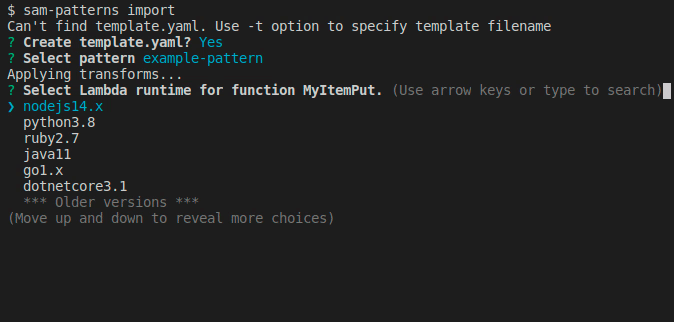 $ sam-patterns import
Can't find template.yaml. Use -t option to specify template filename
? Create template.yaml? Yes
? Select pattern example-pattern
Applying transforms...
? Select Lambda runtime for function MyItemPut. (Use arrow keys or type to search)
❯ nodejs14.x
  python3.8
  ruby2.7
  java11
  go1.x
  dotnetcore3.1
  *** Older versions ***
(Move up and down to reveal more choices)